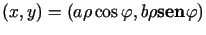 (x, y) = (aρ cos φ, bρsenφ)